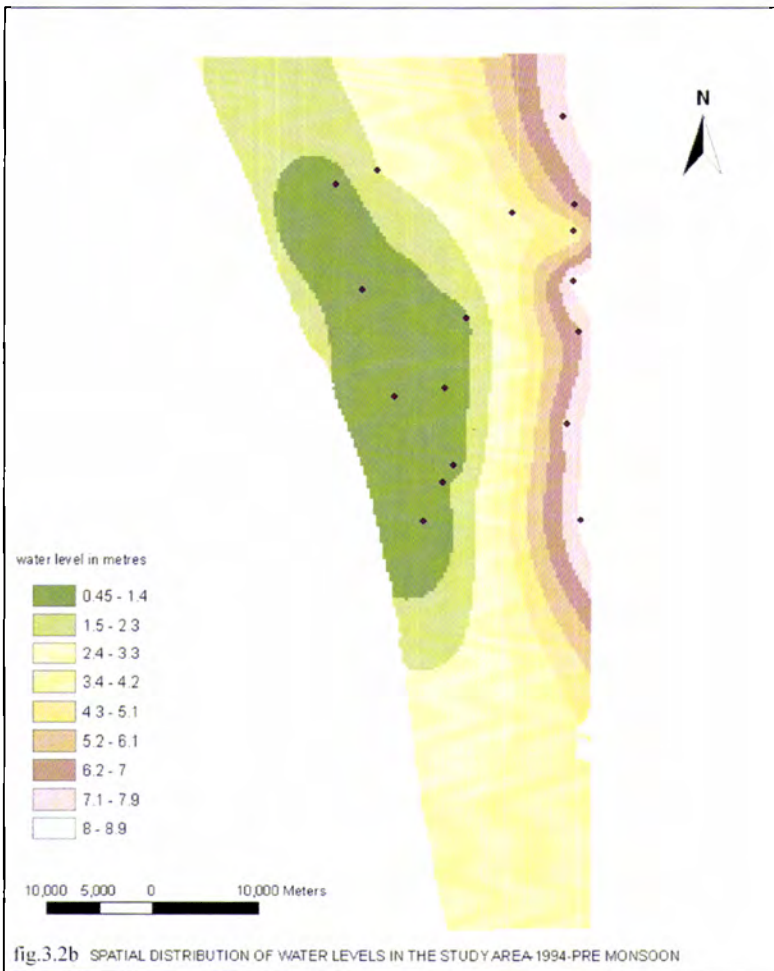 N
water level in metres
0.45 - 1.4
1.5 - 2.3
2.4 - 3.3
3.4 - 4.2
4.3 - 5.1
5.2 - 6.1
6.2 - 7
7.1 - 7.9
8 - 8.9
10,000 5,000 0 10,000 Meters
fig.3.2b SPATIAL DISTRIBUTION OF WATER LEVELS IN THE STUDY AREA-1994-PRE MONSOON